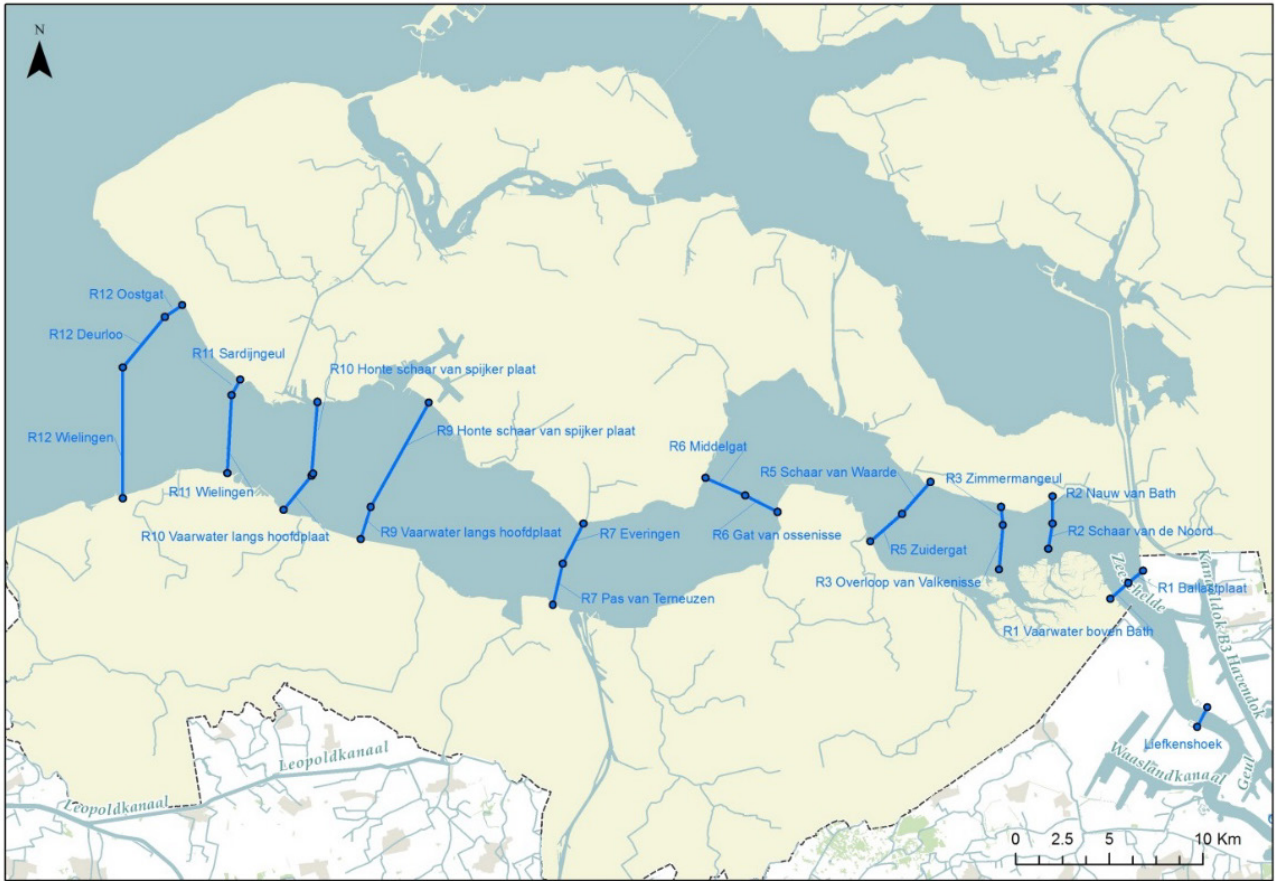 N
R12 Oostgat
R12 Deurloo
R11 Sardijngeul
R10 Honte schaar van spijker plaat
R9 Honte schaar van spijker plaat
R12 Wielingen
R6 Middelgat
R5 Schaar van Waarde
R3 Zimmermangeul
R11 Wielingen
R2 Nauw van Bath
R10 Vaarwater langs hoofdplaat
R9 Vaarwater langs hoofdplaat
R7 Everingen
R6 Gat van ossenisse
R5 Zuidergat
R2 Schaar van de Noord
R3 Overloop van Valkenisse
R1 Ballastplaat
R7 Pas van Terneuzen
R1 Vaarwater boven Bath
Kanaaldok B3
Havendok
Liefkenshoek
Leopoldkanaal
Waaslandkanaal
Geul
Leopoldkanaal
0 2.5 5 10 Km